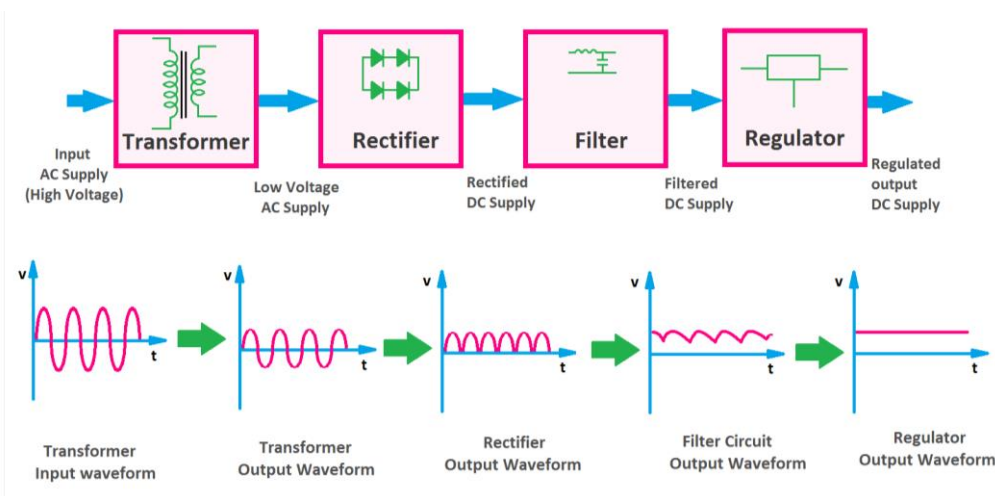 Transformer
Rectifier
Filter
Regulator
Input
AC Supply
(High Voltage)
Low Voltage
AC Supply
Rectified
DC Supply
Filtered
DC Supply
Regulated
output
DC Supply
v
t
v
t
v
t
v
t
v
t
Transformer
Input waveform
Transformer
Output Waveform
Rectifier
Output Waveform
Filter Circuit
Output Waveform
Regulator
Output Waveform